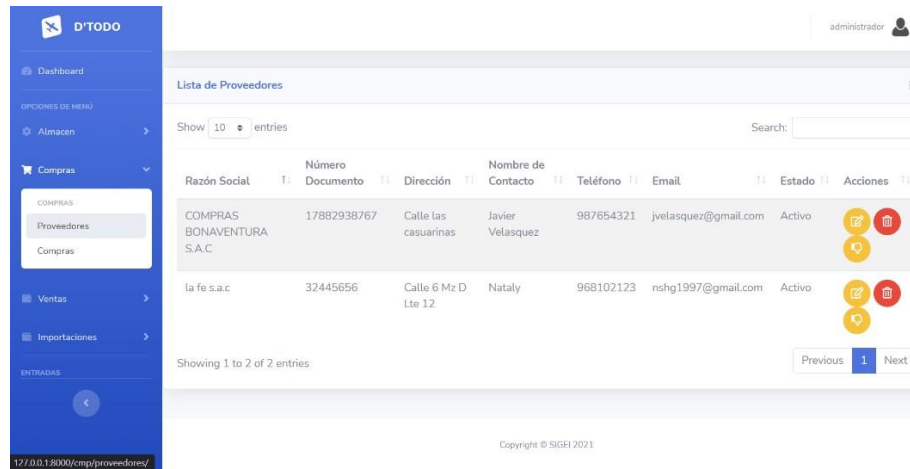 D'TODO
administrador
Dashboard
OPCIONES DE MENÚ
Almacen
Compras
COMPRAS
Proveedores
Compras
Ventas
Importaciones
ENTRADAS
Lista de Proveedores
Show 10 entries
Search:
Razón Social Número Documento Dirección Nombre de Contacto Teléfono Email Estado Acciones
COMPRAS BONAVENTURA S.A.C 17882938767 Calle las casuarinas Javier Velasquez 987654321 jvelasquez@gmail.com Activo
la fe s.a.c 32445656 Calle 6 Mz D Lte 12 Nataly 968102123 nshg1997@gmail.com Activo
Showing 1 to 2 of 2 entries
Previous 1 Next
Copyright © SIGEI 2021
127.0.0.1:8000/cmp/proveedores/